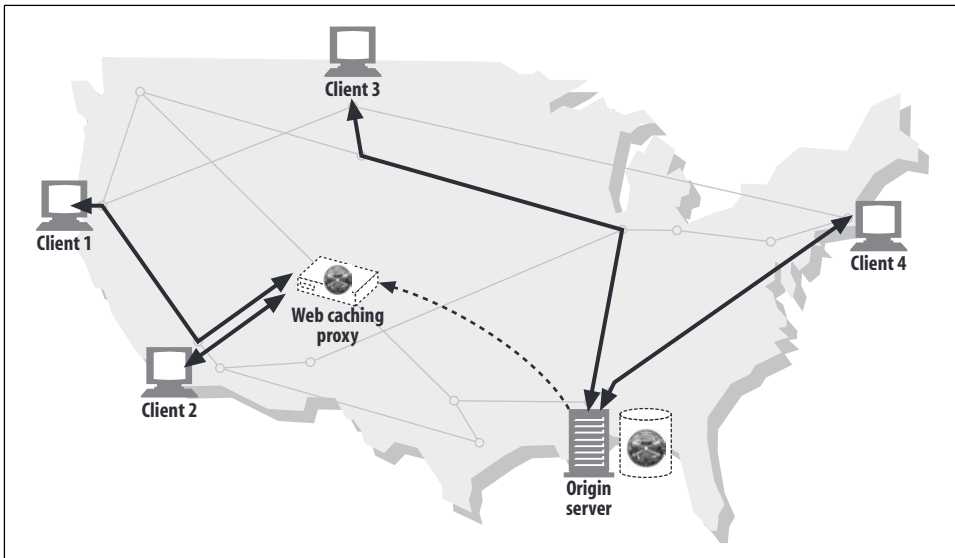 Client 3
Client 1
Client 4
Web caching
proxy
Client 2
Origin
server